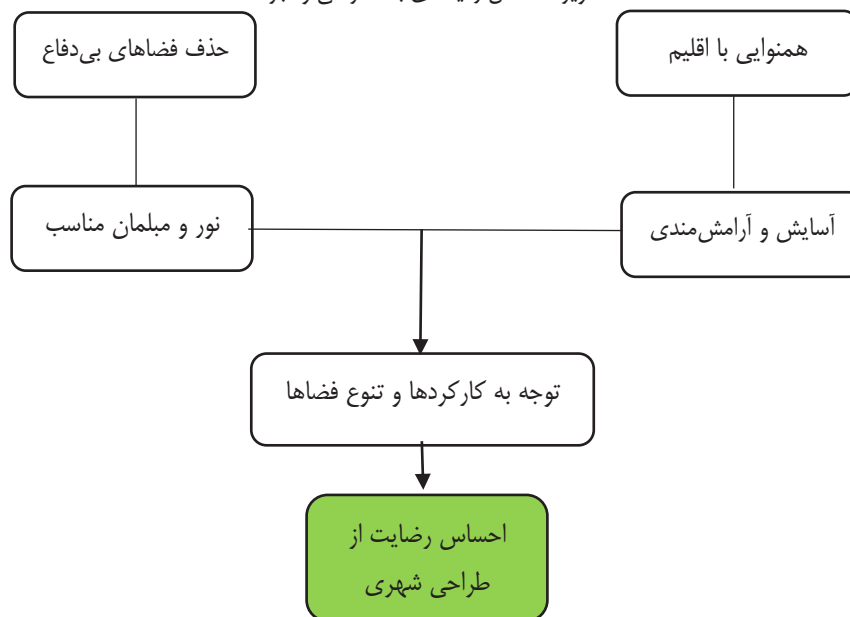 همنوایی با اقلیم
حذف فضاهای بی‌دفاع
آسایش و آرامش‌مندی
نور و مبلمان مناسب
توجه به کارکردها و تنوع فضاها
احساس رضایت از
طراحی شهری